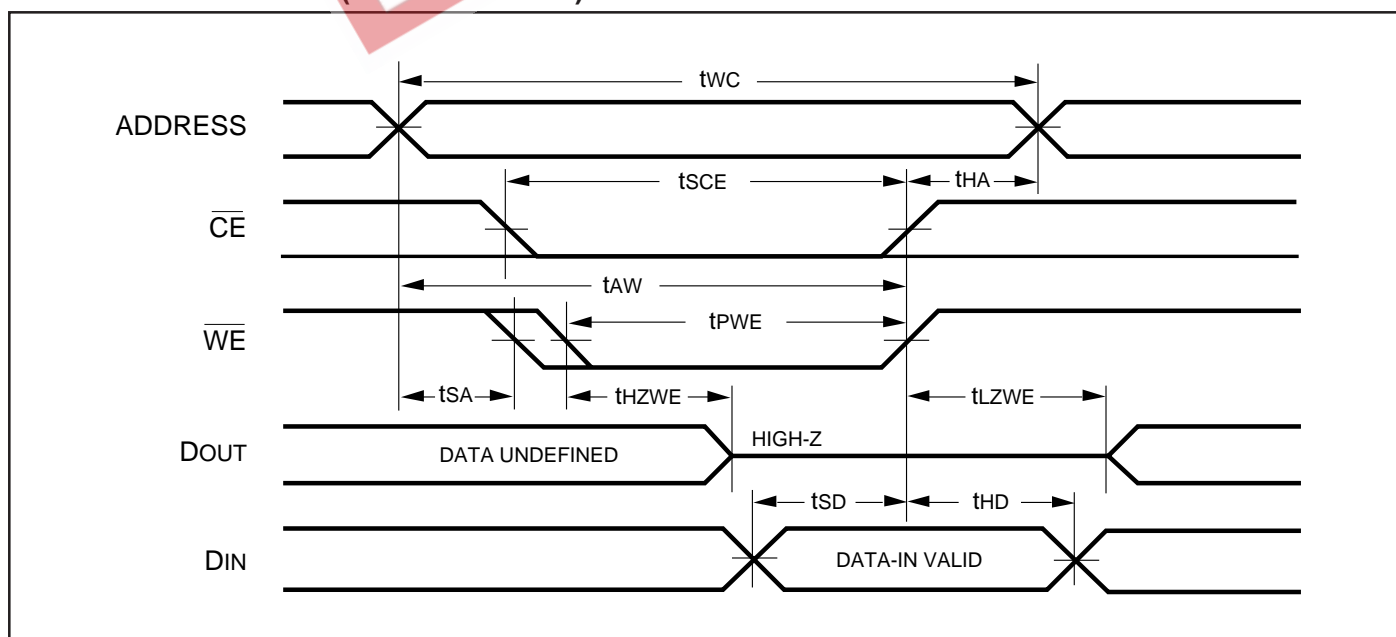 tWC
ADDRESS
tSCE
tHA
CE
tAW
tPWE
WE
tSA
tHZWE
tLZWE
HIGH-Z
DOUT
DATA UNDEFINED
tSD
tHD
DIN
DATA-IN VALID